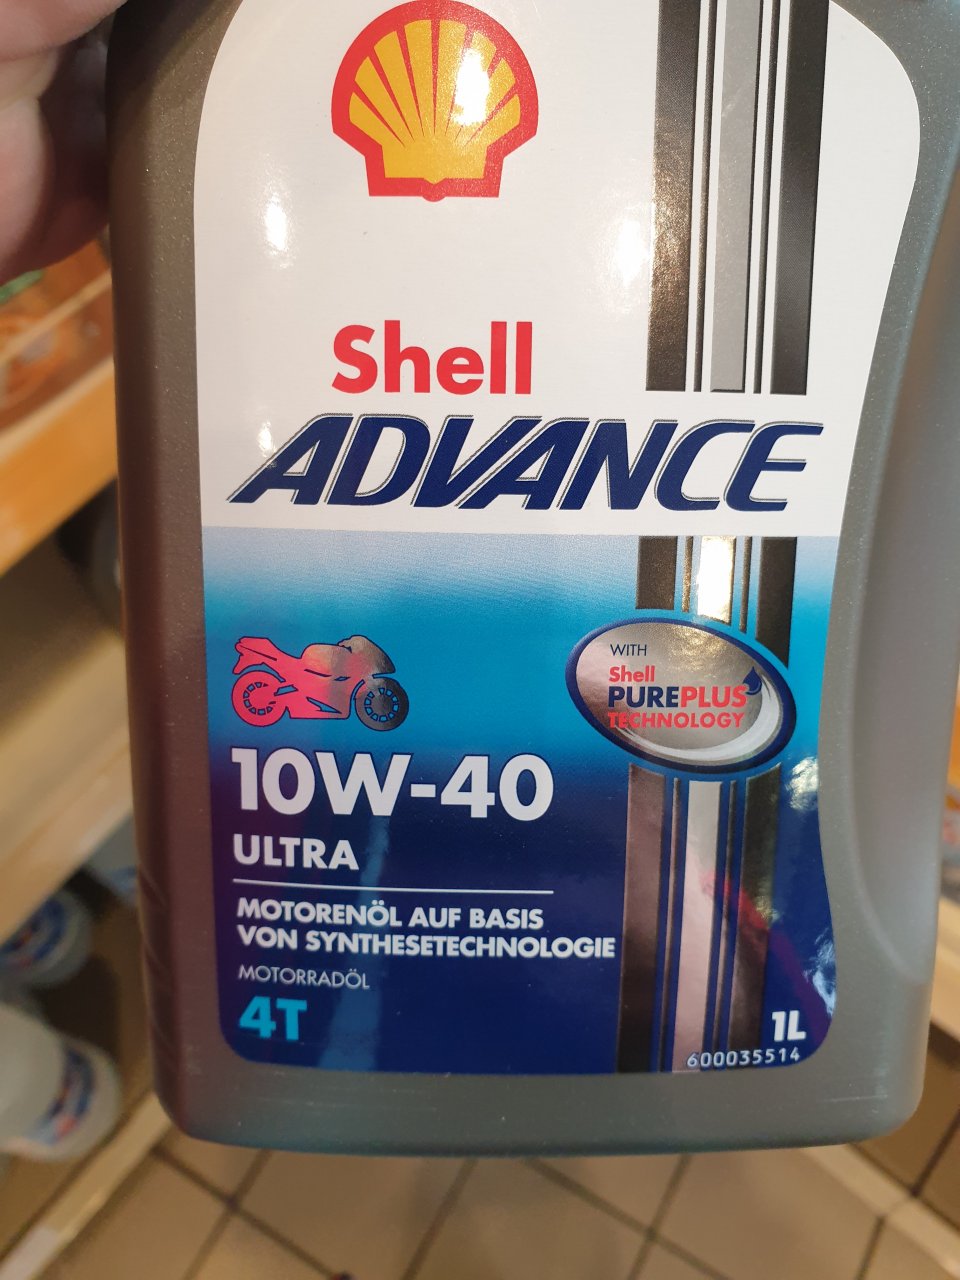 Shell
ADVANCE
WITH
Shell
PUREPLUS
TECHNOLOGY
10W-40
ULTRA
MOTORENÖL AUF BASIS
VON SYNTHESETECHNOLOGIE
MOTORRADÖL
4T
1L
600035514